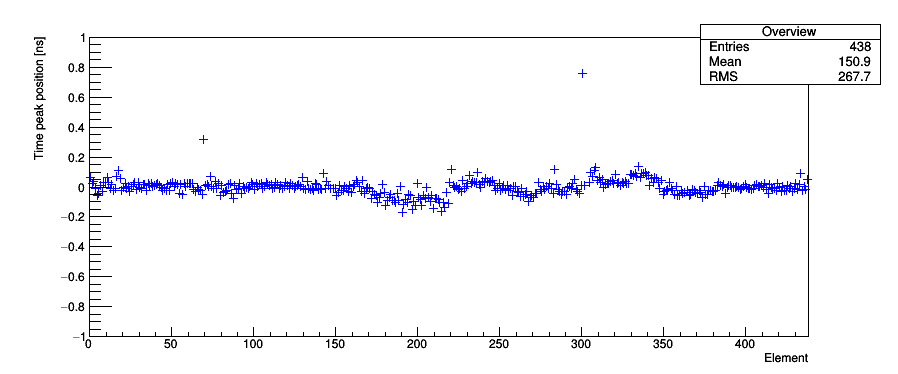 Overview
Entries 438
Mean 150.9
RMS 267.7
Time peak position [ns]
1
0.8
0.6
0.4
0.2
0
−0.2
−0.4
−0.6
−0.8
−1
0 50 100 150 200 250 300 350 400
Element